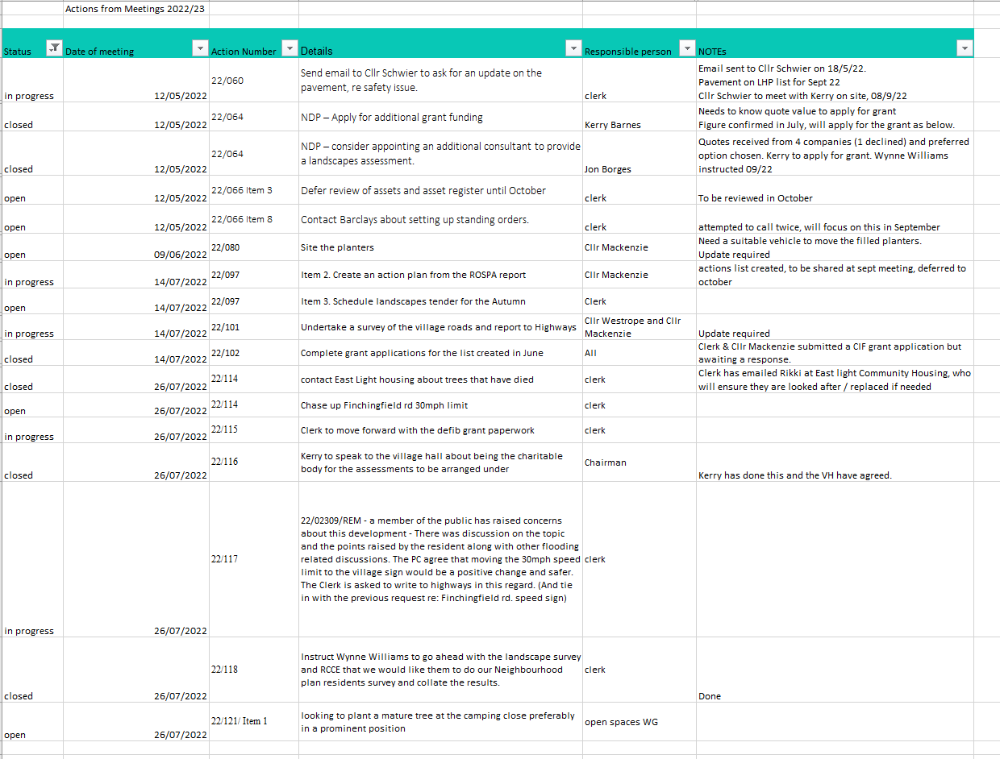 Actions from Meetings 2022/23
Status Date of meeting Action Number Details Responsible person NOTEs
in progress 12/05/2022 22/060 Send email to Cllr Schwier to ask for an update on the clerk Email sent to Cllr Schwier on 18/5/22.
pavement, re safety issue. Pavement on LHP list for Sept 22
Cllr Schwier to meet with Kerry on site, 08/9/22
closed 12/05/2022 22/064 NDP – Apply for additional grant funding Kerry Barnes Needs to know quote value to apply for grant
Figure confirmed in July, will apply for the grant as below.
closed 12/05/2022 22/064 NDP – consider appointing an additional consultant to provide Jon Borges Quotes received from 4 companies (1 declined) and preferred
a landscapes assessment. option chosen. Kerry to apply for grant. Wynne Williams
instructed 09/22
open 12/05/2022 22/066 Item 3 Defer review of assets and asset register until October clerk To be reviewed in October
open 12/05/2022 22/066 Item 8 Contact Barclays about setting up standing orders. clerk attempted to call twice, will focus on this in September
open 09/06/2022 22/080 Site the planters Cllr Mackenzie Need a suitable vehicle to move the filled planters.
Update required
in progress 14/07/2022 22/097 Item 2. Create an action plan from the ROSPA report Cllr Mackenzie actions list created, to be shared at sept meeting, deferred to
october
open 14/07/2022 22/097 Item 3. Schedule landscapes tender for the Autumn Clerk
in progress 14/07/2022 22/101 Undertake a survey of the village roads and report to Highways Cllr Westrope and Cllr
Mackenzie Update required
closed 14/07/2022 22/102 Complete grant applications for the list created in June All Clerk & Cllr Mackenzie submitted a CIF grant application but
awaiting a response.
closed 26/07/2022 22/114 contact East Light housing about trees that have died clerk Clerk has emailed Rikki at East light Community Housing, who
will ensure they are looked after / replaced if needed
open 26/07/2022 22/114 Chase up Finchingfield rd 30mph limit clerk
in progress 26/07/2022 22/115 Clerk to move forward with the defib grant paperwork clerk
closed 26/07/2022 22/116 Kerry to speak to the village hall about being the charitable Chairman Kerry has done this and the VH have agreed.
body for the assessments to be arranged under
in progress 26/07/2022 22/117 22/02309/REM - a member of the public has raised concerns clerk
about this development - There was discussion on the topic
and the points raised by the resident along with other flooding
related discussions. The PC agree that moving the 30mph speed
limit to the village sign would be a positive change and safer.
The Clerk is asked to write to highways in this regard. (And tie
in with the previous request re: Finchingfield rd. speed sign)
closed 26/07/2022 22/118 Instruct Wynne Williams to go ahead with the landscape survey clerk Done
and RCCE that we would like them to do our Neighbourhood
plan residents survey and collate the results.
open 26/07/2022 22/121/ Item 1 looking to plant a mature tree at the camping close preferably open spaces WG
in a prominent position